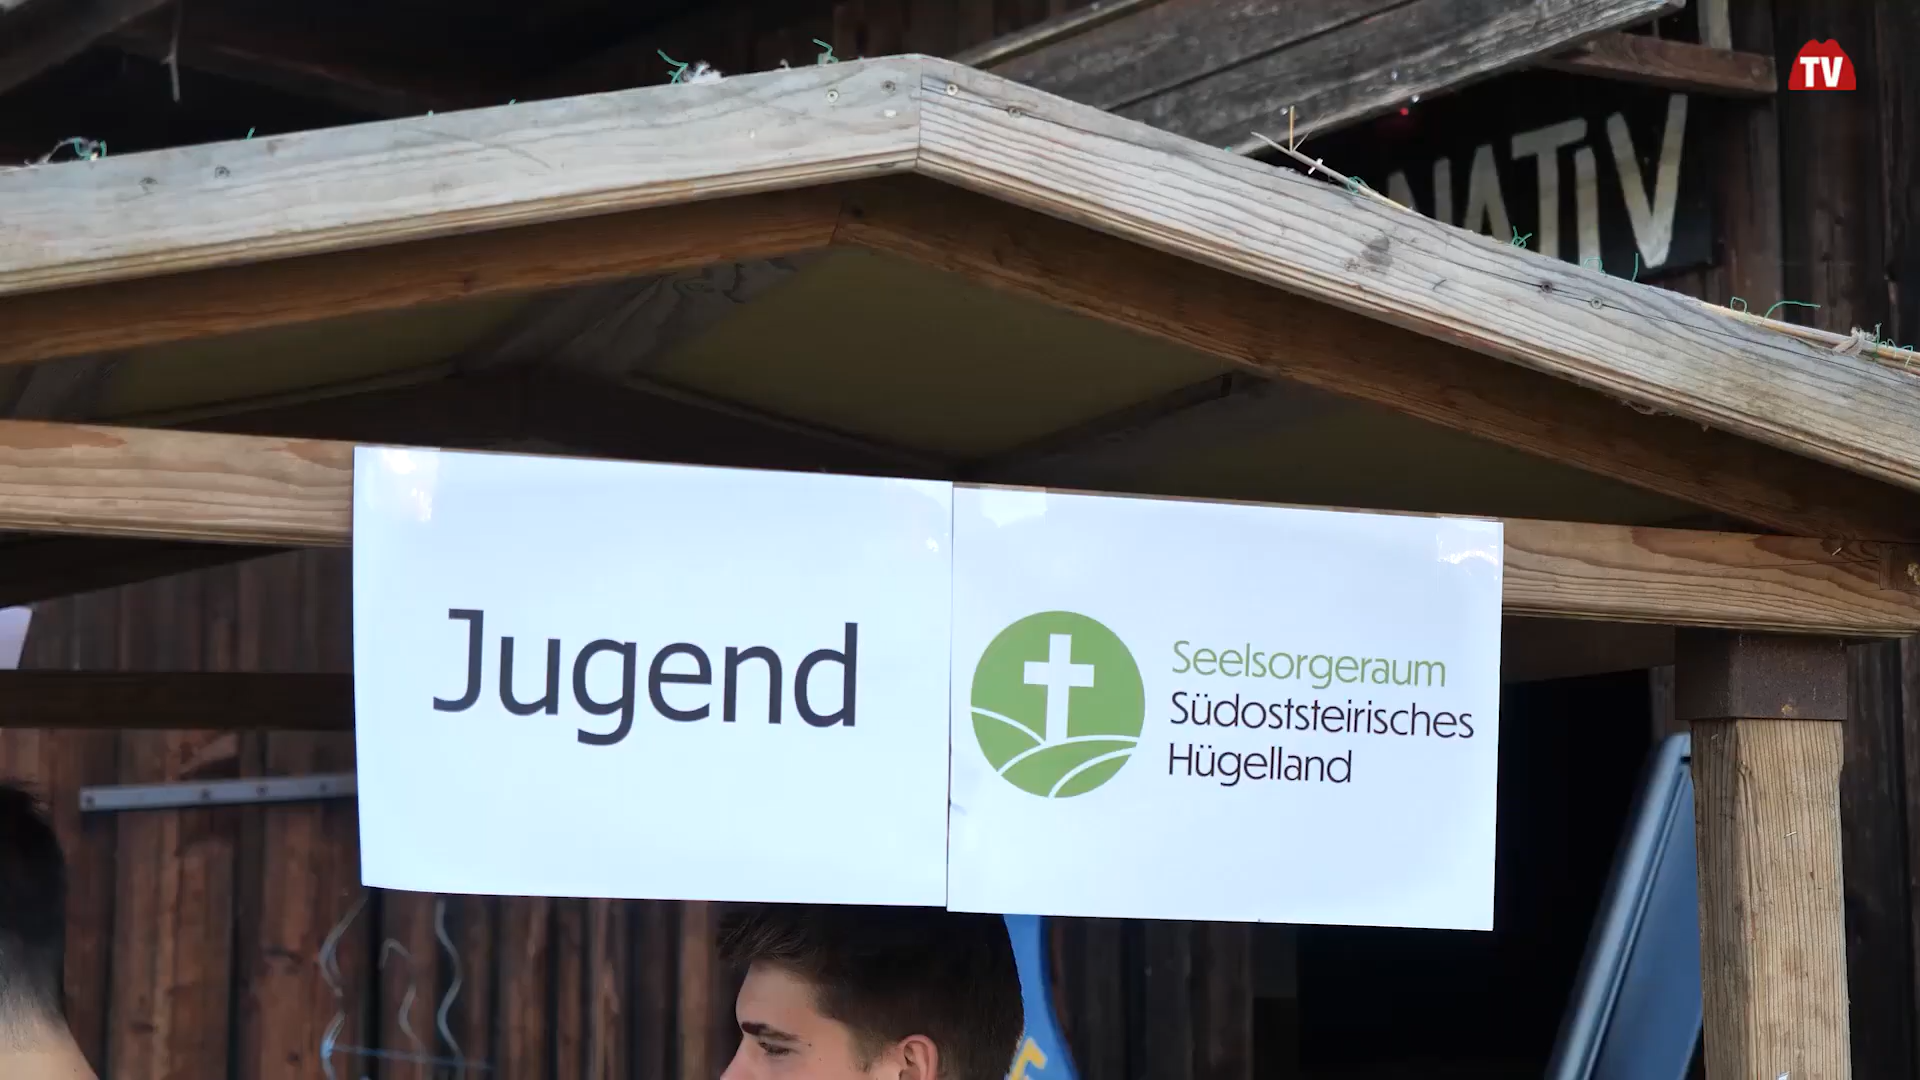 TV
NATIV
Jugend
Seelsorgeraum
Südoststeirisches
Hügelland